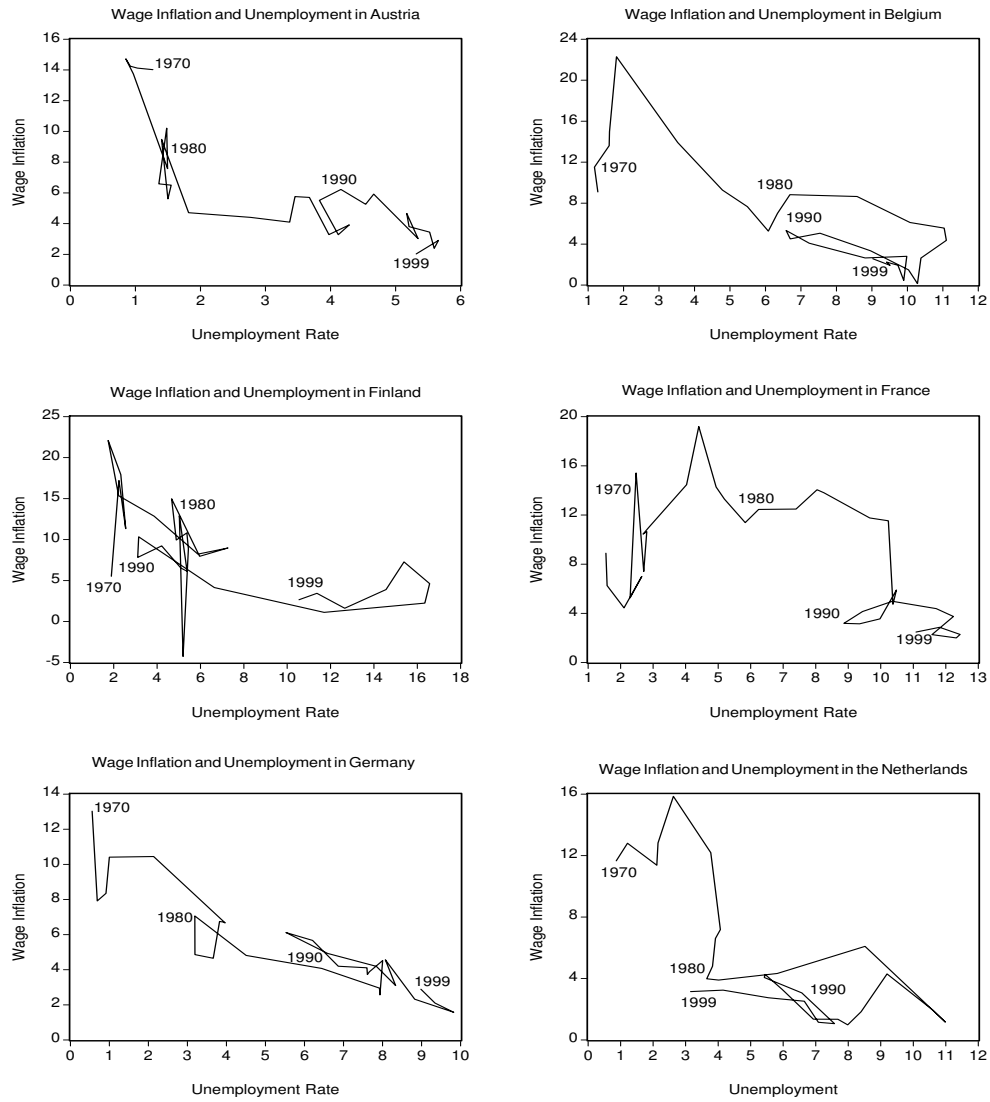 Wage Inflation and Unemployment in Austria
Wage Inflation
16
14
12
10
8
6
4
2
0
1970
1980
1990
1999
0 1 2 3 4 5 6
Unemployment Rate
Wage Inflation and Unemployment in Belgium
Wage Inflation
24
20
16
12
8
4
0
1970
1980
1990
1999
1 2 3 4 5 6 7 8 9 10 11 12
Unemployment Rate
Wage Inflation and Unemployment in Finland
Wage Inflation
25
20
15
10
5
0
-5
1980
1990
1970
1999
0 2 4 6 8 10 12 14 16 18
Unemployment Rate
Wage Inflation and Unemployment in France
Wage Inflation
20
16
12
8
4
0
1970
1980
1990
1999
1 2 3 4 5 6 7 8 9 10 11 12 13
Unemployment Rate
Wage Inflation and Unemployment in Germany
Wage Inflation
14
12
10
8
6
4
2
0
1970
1980
1990
1999
0 1 2 3 4 5 6 7 8 9 10
Unemployment Rate
Wage Inflation and Unemployment in the Netherlands
Wage Inflation
16
12
8
4
0
1970
1980
1990
1999
0 1 2 3 4 5 6 7 8 9 10 11 12
Unemployment